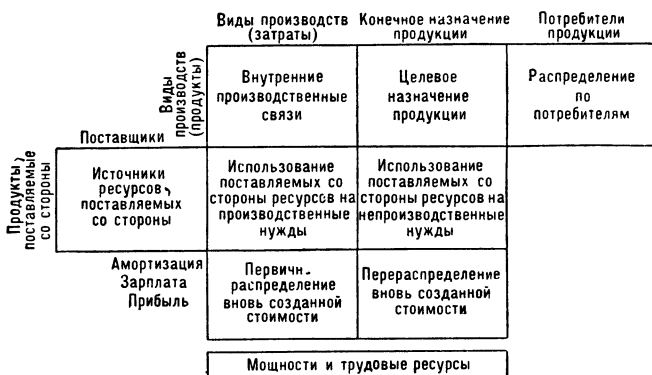 Виды производств
(затраты)
Конечное назначение
продукции
Потребители
продукции
Виды
производств
(продукты)
Внутренние
производственные
связи
Целевое
назначение
продукции
Распределение
по
потребителям
Поставщики
Продукты,
поставляемые
со стороны
Источники
ресурсов,
поставляемых
со стороны
Использование
поставляемых со
стороны ресурсов на
производственные
нужды
Использование
поставляемых со
стороны ресурсов на
непроизводственные
нужды
Амортизация
Зарплата
Прибыль
Первичн.
распределение
вновь созданной
стоимости
Перераспределение
вновь созданной
стоимости
Мощности и трудовые ресурсы